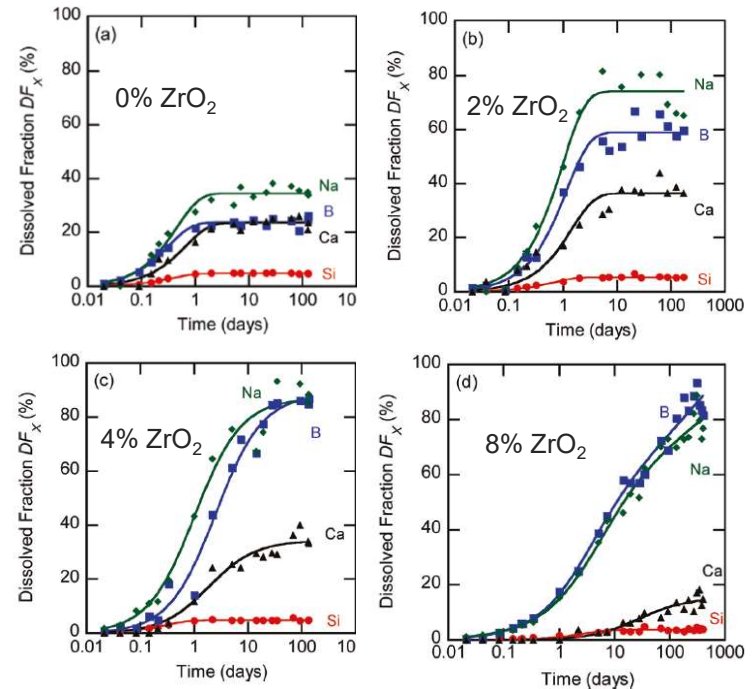 (a)
0% ZrO₂
Dissolved Fraction DF_X (%)
100
80
60
40
20
0
Na
B
Ca
Si
0.01 0.1 1 10 100 10
Time (days)
(b)
2% ZrO₂
Dissolved Fraction DF_X (%)
100
80
60
40
20
0
Na
B
Ca
Si
0.01 0.1 1 10 100 1000
Time (days)
(c)
4% ZrO₂
Dissolved Fraction DF_X (%)
100
80
60
40
20
0
Na
B
Ca
Si
0.01 0.1 1 10 100 10
Time (days)
(d)
8% ZrO₂
Dissolved Fraction DF_X (%)
100
80
60
40
20
0
B
Na
Ca
Si
0.01 0.1 1 10 100 1000
Time (days)